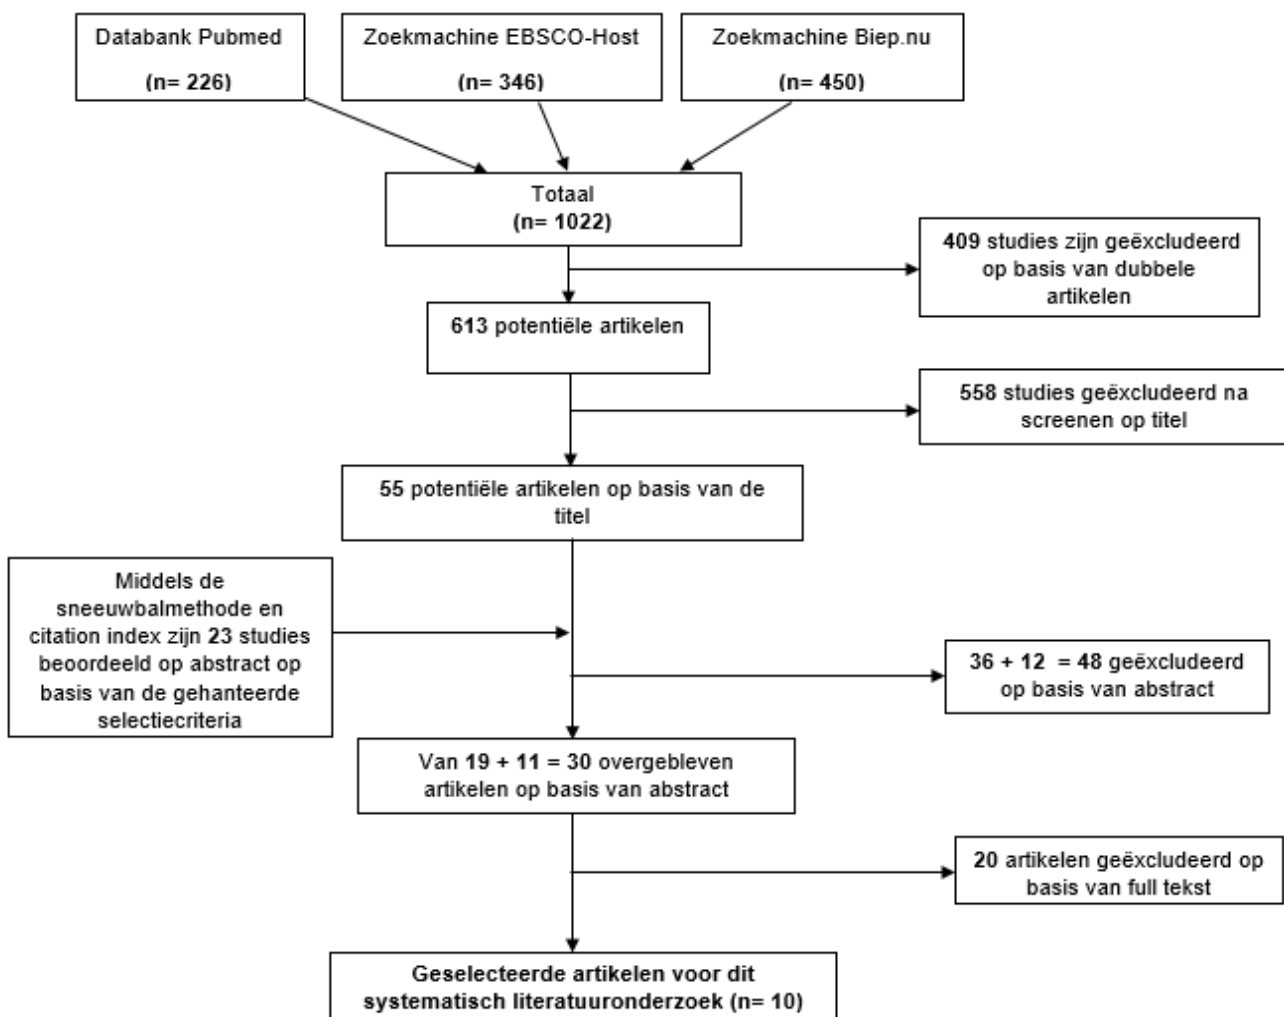 Databank Pubmed
(n= 226)
Zoekmachine EBSCO-Host
(n= 346)
Zoekmachine Biep.nu
(n= 450)
Totaal
(n= 1022)
409 studies zijn geëxcludeerd
op basis van dubbele
artikelen
613 potentiële artikelen
558 studies geëxcludeerd na
screenen op titel
55 potentiële artikelen op basis van de
titel
Middels de
sneeuwbalmethode en
citation index zijn 23 studies
beoordeeld op abstract op
basis van de gehanteerde
selectiecriteria
36 + 12 = 48 geëxcludeerd
op basis van abstract
Van 19 + 11 = 30 overgebleven
artikelen op basis van abstract
20 artikelen geëxcludeerd op
basis van full tekst
Geselecteerde artikelen voor dit
systematisch literatuuronderzoek (n= 10)